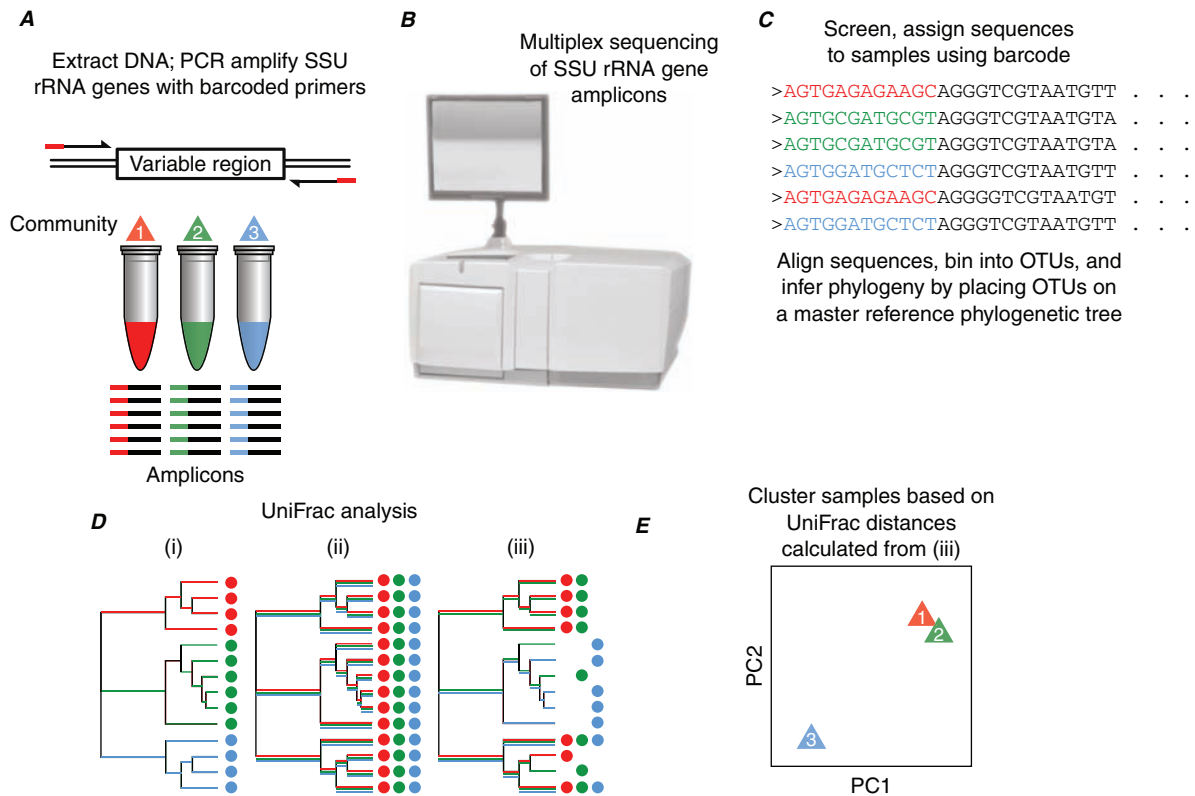 A
Extract DNA; PCR amplify SSU
rRNA genes with barcoded primers
Variable region
Community
1
2
3
Amplicons
B
Multiplex sequencing
of SSU rRNA gene
amplicons
C
Screen, assign sequences
to samples using barcode
>AGTGAGAGAAGCAGGGTCGTAATGTT . . .
>AGTGCGATGCGTAGGGTCGTAATGTA . . .
>AGTGCGATGCGTAGGGTCGTAATGTA . . .
>AGTGGATGCTCTAGGGTCGTAATGTT . . .
>AGTGAGAGAAGCAGGGGTCGTAATGT . . .
>AGTGGATGCTCTAGGGTCGTAATGTT . . .
Align sequences, bin into OTUs, and
infer phylogeny by placing OTUs on
a master reference phylogenetic tree
D
UniFrac analysis
(i)
(ii)
(iii)
E
Cluster samples based on
UniFrac distances
calculated from (iii)
PC2
1
2
3
PC1